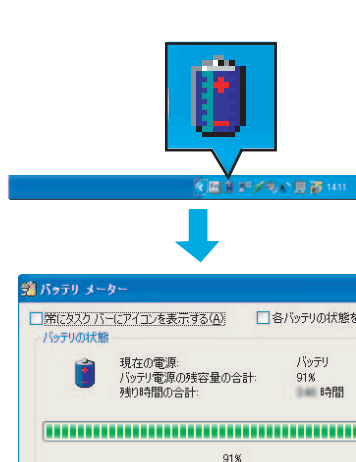 14:11
バッテリ メーター
常にタスク バーにアイコンを表示する(A)
各バッテリの状態を
バッテリの状態
現在の電源:
バッテリ
バッテリ電源の残容量の合計:
91%
残り時間の合計:
時間
91%